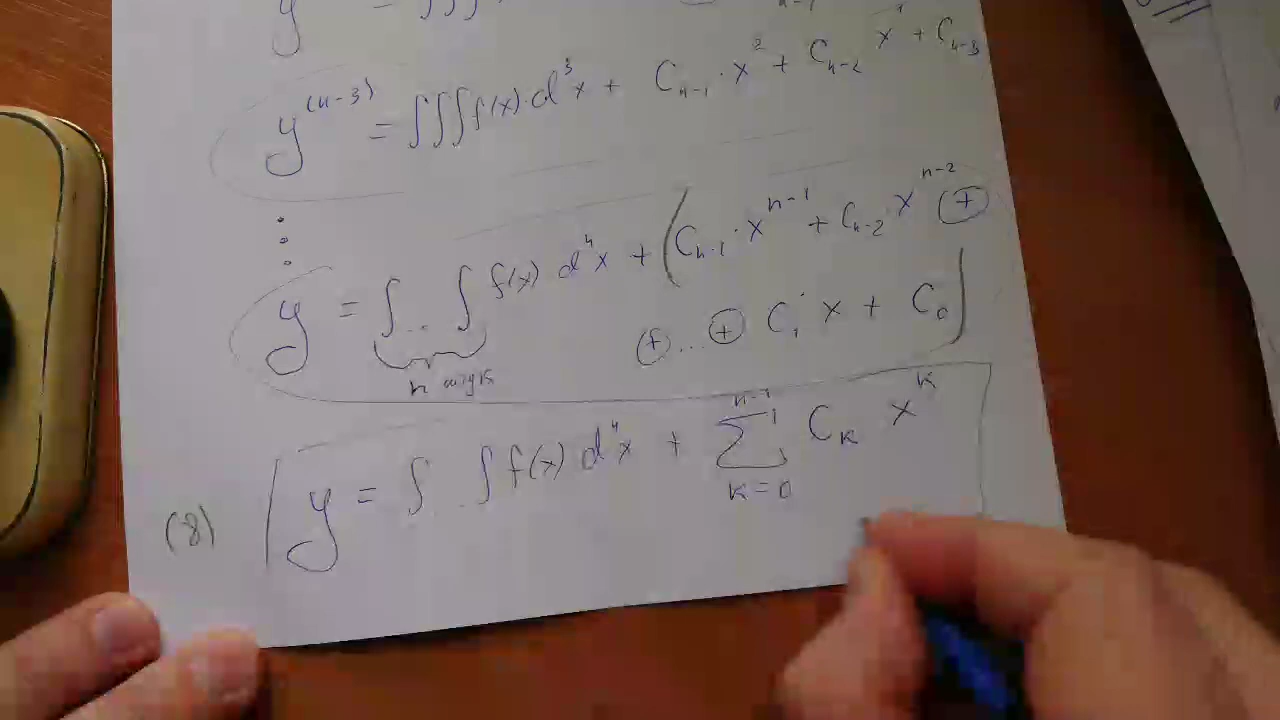 y = ∫∫∫
y^(n-3) = ∫∫∫ f(x)·d³x + C_{n-1}·x² + C_{n-2} x¹ + C_{n-3}
⋮
y = ∫..∫ f(x) dⁿx + (C_{n-1}·x^{n-1} + C_{n-2} x^{n-2} ⊕
n штук
⊕...⊕ C₁·x + C₀)
(8) y = ∫...∫ f(x) dⁿx + ∑_{k=0}^{n-1} C_k x^k